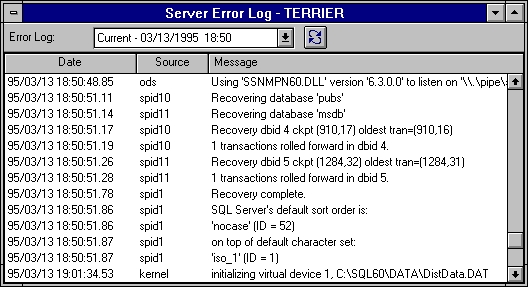 Server Error Log - TERRIER
Error Log: Current - 03/13/1995 18:50
Date Source Message
95/03/13 18:50:48.85 ods Using 'SSNMPN60.DLL' version '6.3.0.0' to listen on '\\.\pipe\
95/03/13 18:50:51.11 spid10 Recovering database 'pubs'
95/03/13 18:50:51.14 spid11 Recovering database 'msdb'
95/03/13 18:50:51.17 spid10 Recovery dbid 4 ckpt (910,17) oldest tran=(910,16)
95/03/13 18:50:51.19 spid10 1 transactions rolled forward in dbid 4.
95/03/13 18:50:51.26 spid11 Recovery dbid 5 ckpt (1284,32) oldest tran=(1284,31)
95/03/13 18:50:51.28 spid11 1 transactions rolled forward in dbid 5.
95/03/13 18:50:51.78 spid1 Recovery complete.
95/03/13 18:50:51.86 spid1 SQL Server's default sort order is:
95/03/13 18:50:51.86 spid1 'nocase' (ID = 52)
95/03/13 18:50:51.87 spid1 on top of default character set:
95/03/13 18:50:51.87 spid1 'iso_1' (ID = 1)
95/03/13 19:01:34.53 kernel initializing virtual device 1, C:\SQL60\DATA\DistData.DAT